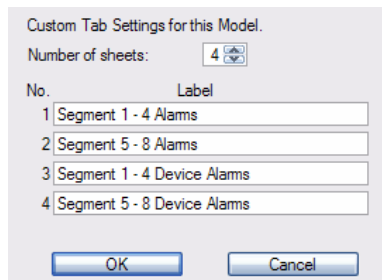 Custom Tab Settings for this Model.
Number of sheets: 4
No. Label
1 Segment 1 - 4 Alarms
2 Segment 5 - 8 Alarms
3 Segment 1 - 4 Device Alarms
4 Segment 5 - 8 Device Alarms
OK Cancel